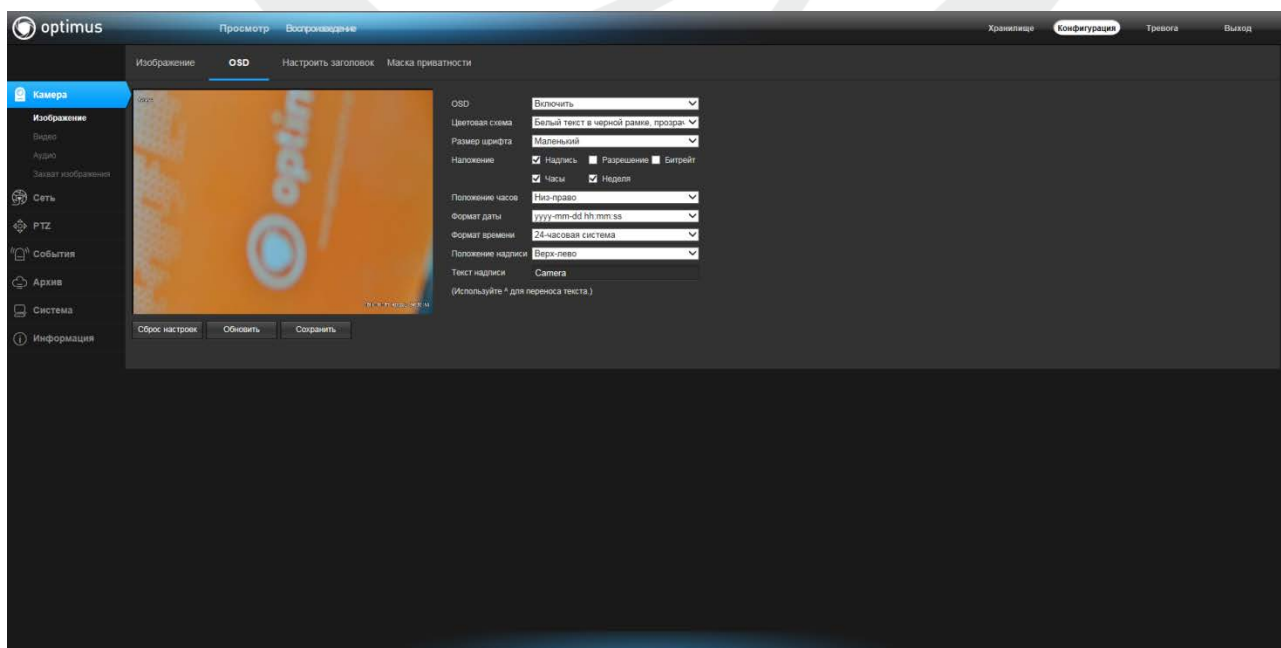 optimus
Просмотр Воспроизведение
Хранилище Конфигурация Тревога Выход
Изображение OSD Настроить заголовок Маска приватности
Камера
Изображение
Видео
Аудио
Захват изображения
Сеть
PTZ
События
Архив
Система
Информация
optim
OSD Включить
Цветовая схема Белый текст в черной рамке, прозрач
Размер шрифта Маленький
Наложение Надпись Разрешение Битрейт
Часы Неделя
Положение часов Низ-право
Формат даты yyyy-mm-dd hh:mm:ss
Формат времени 24-часовая система
Положение надписи Верх-лево
Текст надписи Camera
(Используйте ^ для переноса текста.)
Сброс настроек Обновить Сохранить